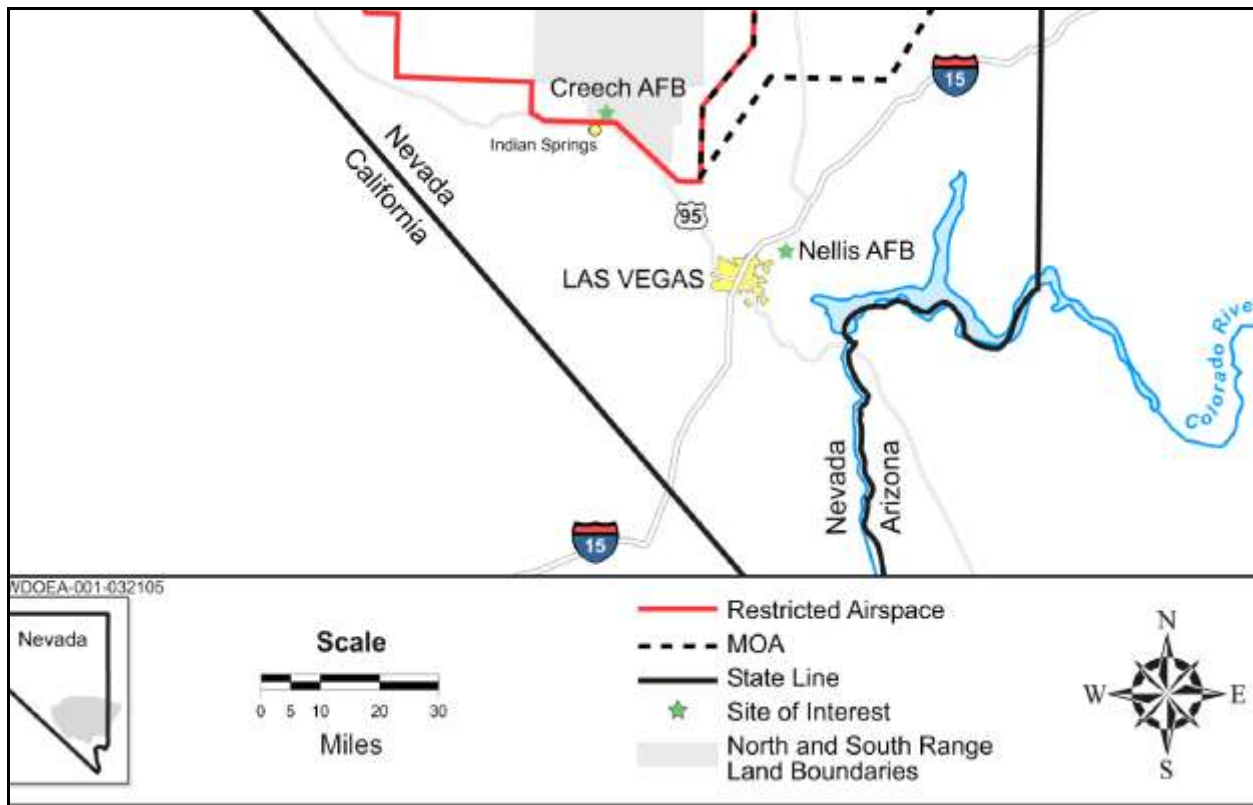 15
Creech AFB
Indian Springs
Nevada
California
95
Nellis AFB
LAS VEGAS
Colorado River
Nevada
Arizona
15
WDOEA-001-032105
Nevada
Scale
0 5 10 20 30
Miles
Restricted Airspace
MOA
State Line
Site of Interest
North and South Range
Land Boundaries
N
W E
S